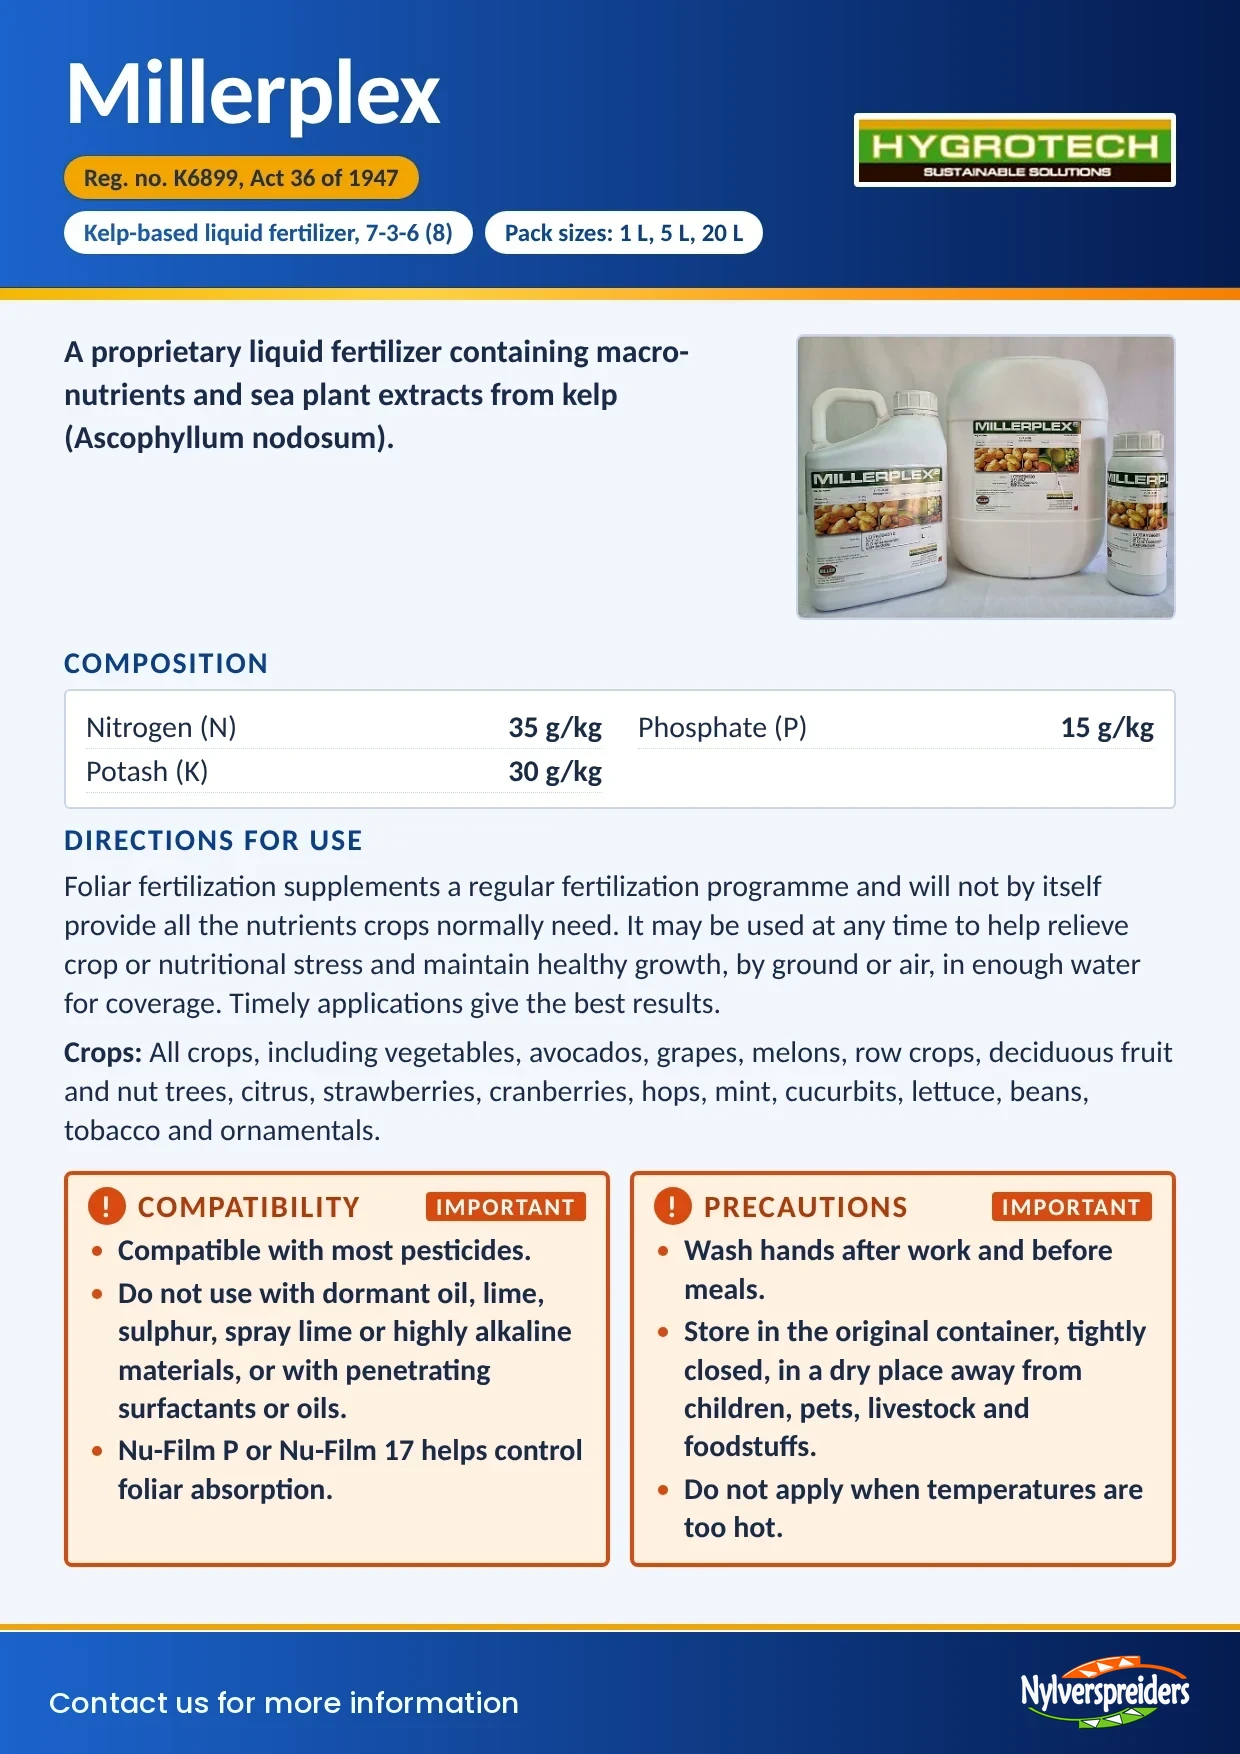 Millerplex
Reg. no. K6899, Act 36 of 1947
Kelp-based liquid fertilizer, 7-3-6 (8)
Pack sizes: 1 L, 5 L, 20 L
HYGROTECH
SUSTAINABLE SOLUTIONS
A proprietary liquid fertilizer containing macro-
nutrients and sea plant extracts from kelp
(Ascophyllum nodosum).
MILLERPLEX
MILLERPLEX
MILLERPL
COMPOSITION
Nitrogen (N) 35 g/kg Phosphate (P) 15 g/kg
Potash (K) 30 g/kg
DIRECTIONS FOR USE
Foliar fertilization supplements a regular fertilization programme and will not by itself
provide all the nutrients crops normally need. It may be used at any time to help relieve
crop or nutritional stress and maintain healthy growth, by ground or air, in enough water
for coverage. Timely applications give the best results.
Crops: All crops, including vegetables, avocados, grapes, melons, row crops, deciduous fruit
and nut trees, citrus, strawberries, cranberries, hops, mint, cucurbits, lettuce, beans,
tobacco and ornamentals.
! COMPATIBILITY IMPORTANT
• Compatible with most pesticides.
• Do not use with dormant oil, lime,
sulphur, spray lime or highly alkaline
materials, or with penetrating
surfactants or oils.
• Nu-Film P or Nu-Film 17 helps control
foliar absorption.
! PRECAUTIONS IMPORTANT
• Wash hands after work and before
meals.
• Store in the original container, tightly
closed, in a dry place away from
children, pets, livestock and
foodstuffs.
• Do not apply when temperatures are
too hot.
Contact us for more information
Nylverspreiders